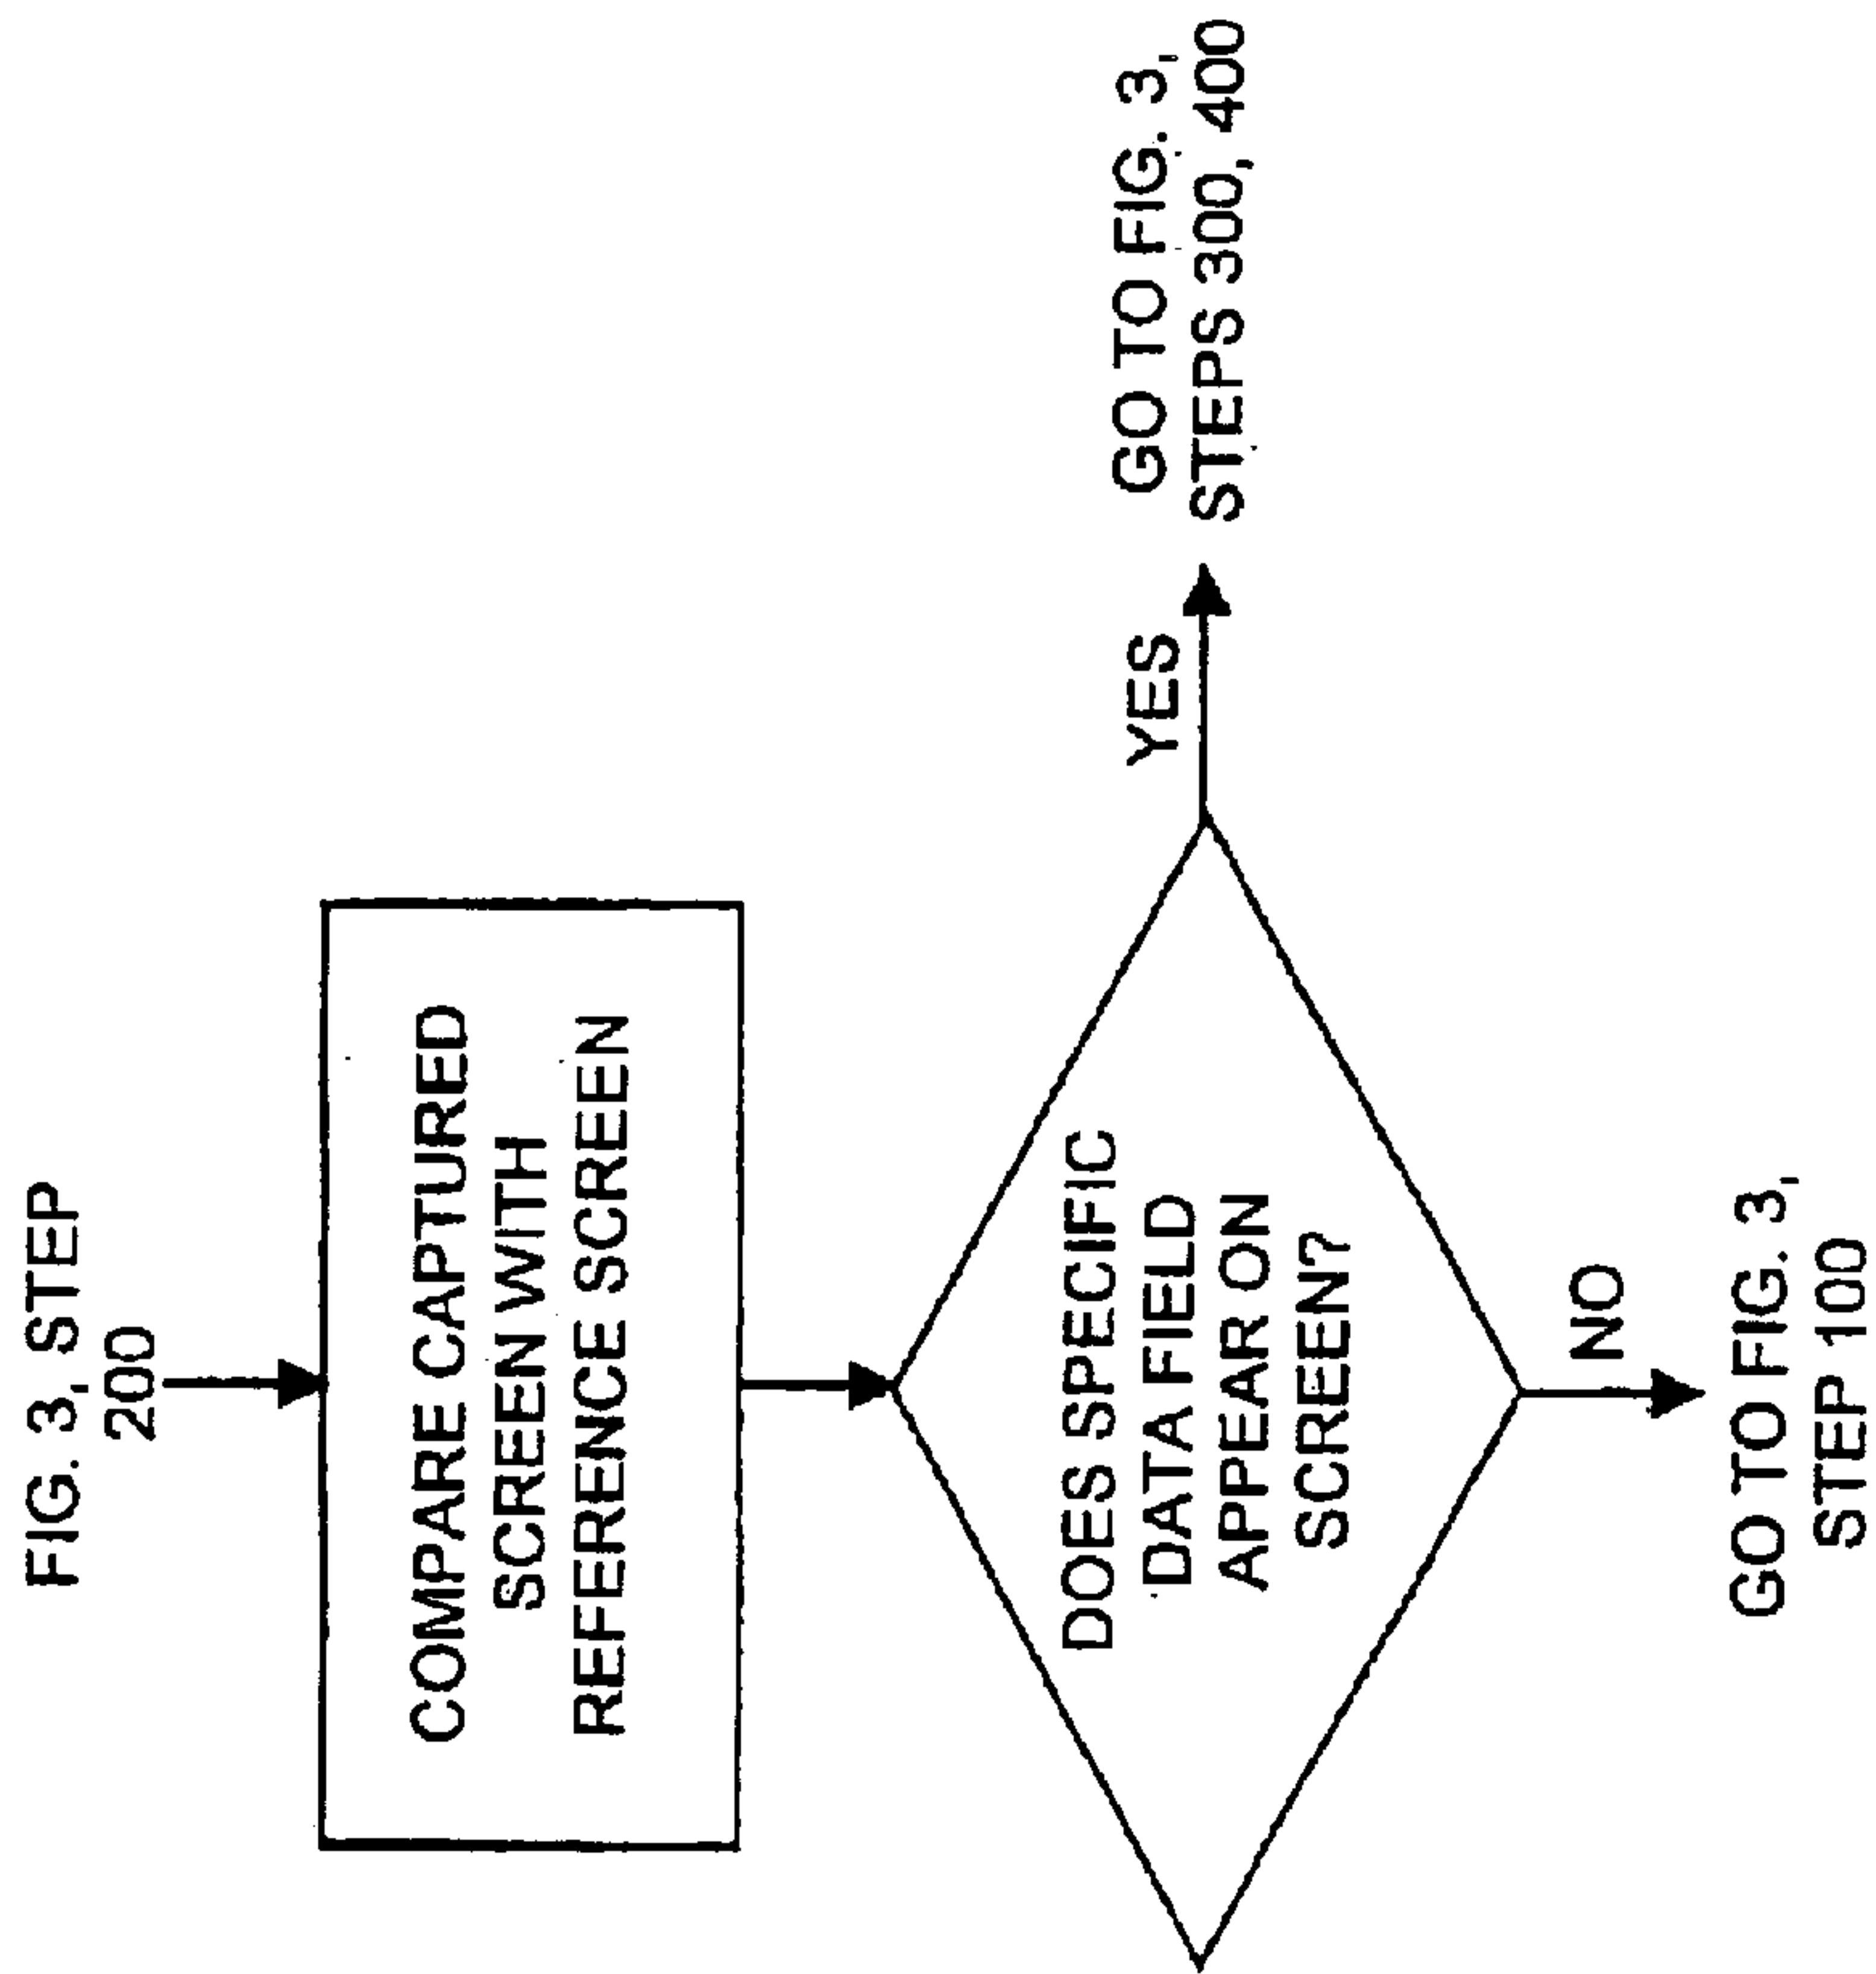 FIG. 3, STEP
200
COMPARE CAPTURED
SCREEN WITH
REFERENCE SCREEN
DOES SPECIFIC
DATA FIELD
APPEAR ON
SCREEN?
YES
GO TO FIG. 3,
STEPS 300, 400
NO
GO TO FIG. 3,
STEP 100